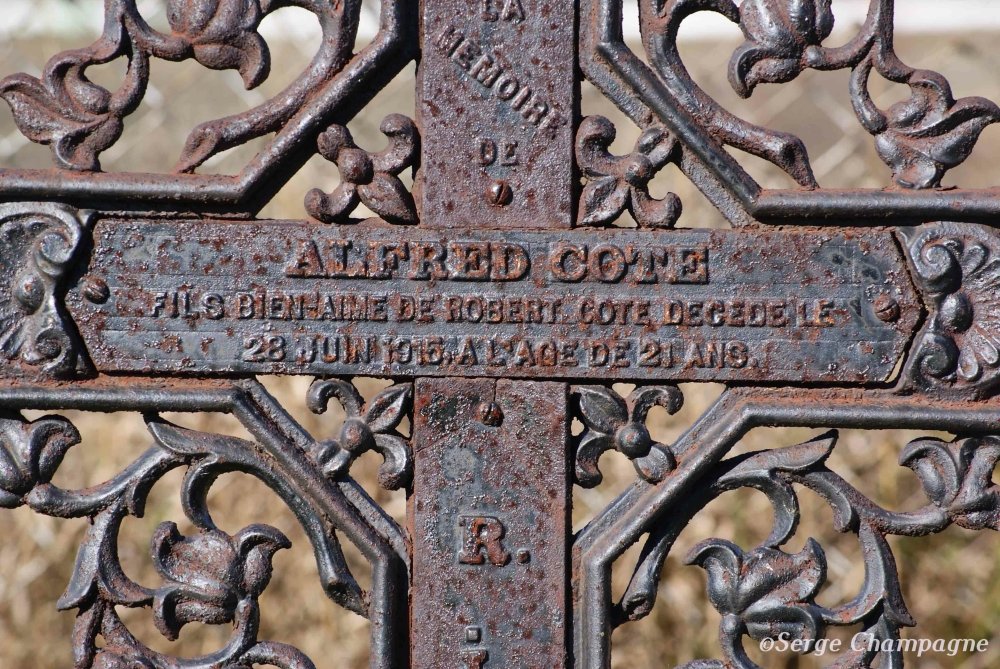 LA
MÉMOIRE
DE
ALFRED COTE
FILS BIEN-AIME DE ROBERT. COTE DECEDE LE
28 JUIN 1915, A L'AGE DE 21 ANS.
R.
©Serge Champagne